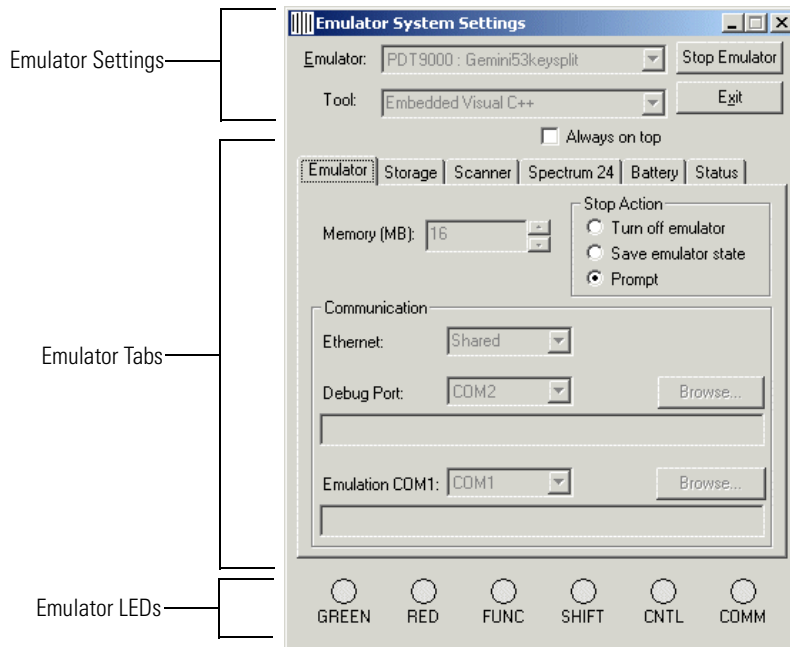 Emulator System Settings
Emulator Settings
Emulator: PDT9000 : Gemini53keysplit Stop Emulator
Tool: Embedded Visual C++ Exit
Always on top
Emulator Storage Scanner Spectrum 24 Battery Status
Stop Action
Memory (MB): 16
Turn off emulator
Save emulator state
Prompt
Communication
Ethernet: Shared
Emulator Tabs
Debug Port: COM2 Browse...
Emulation COM1: COM1 Browse...
Emulator LEDs
GREEN RED FUNC SHIFT CNTL COMM